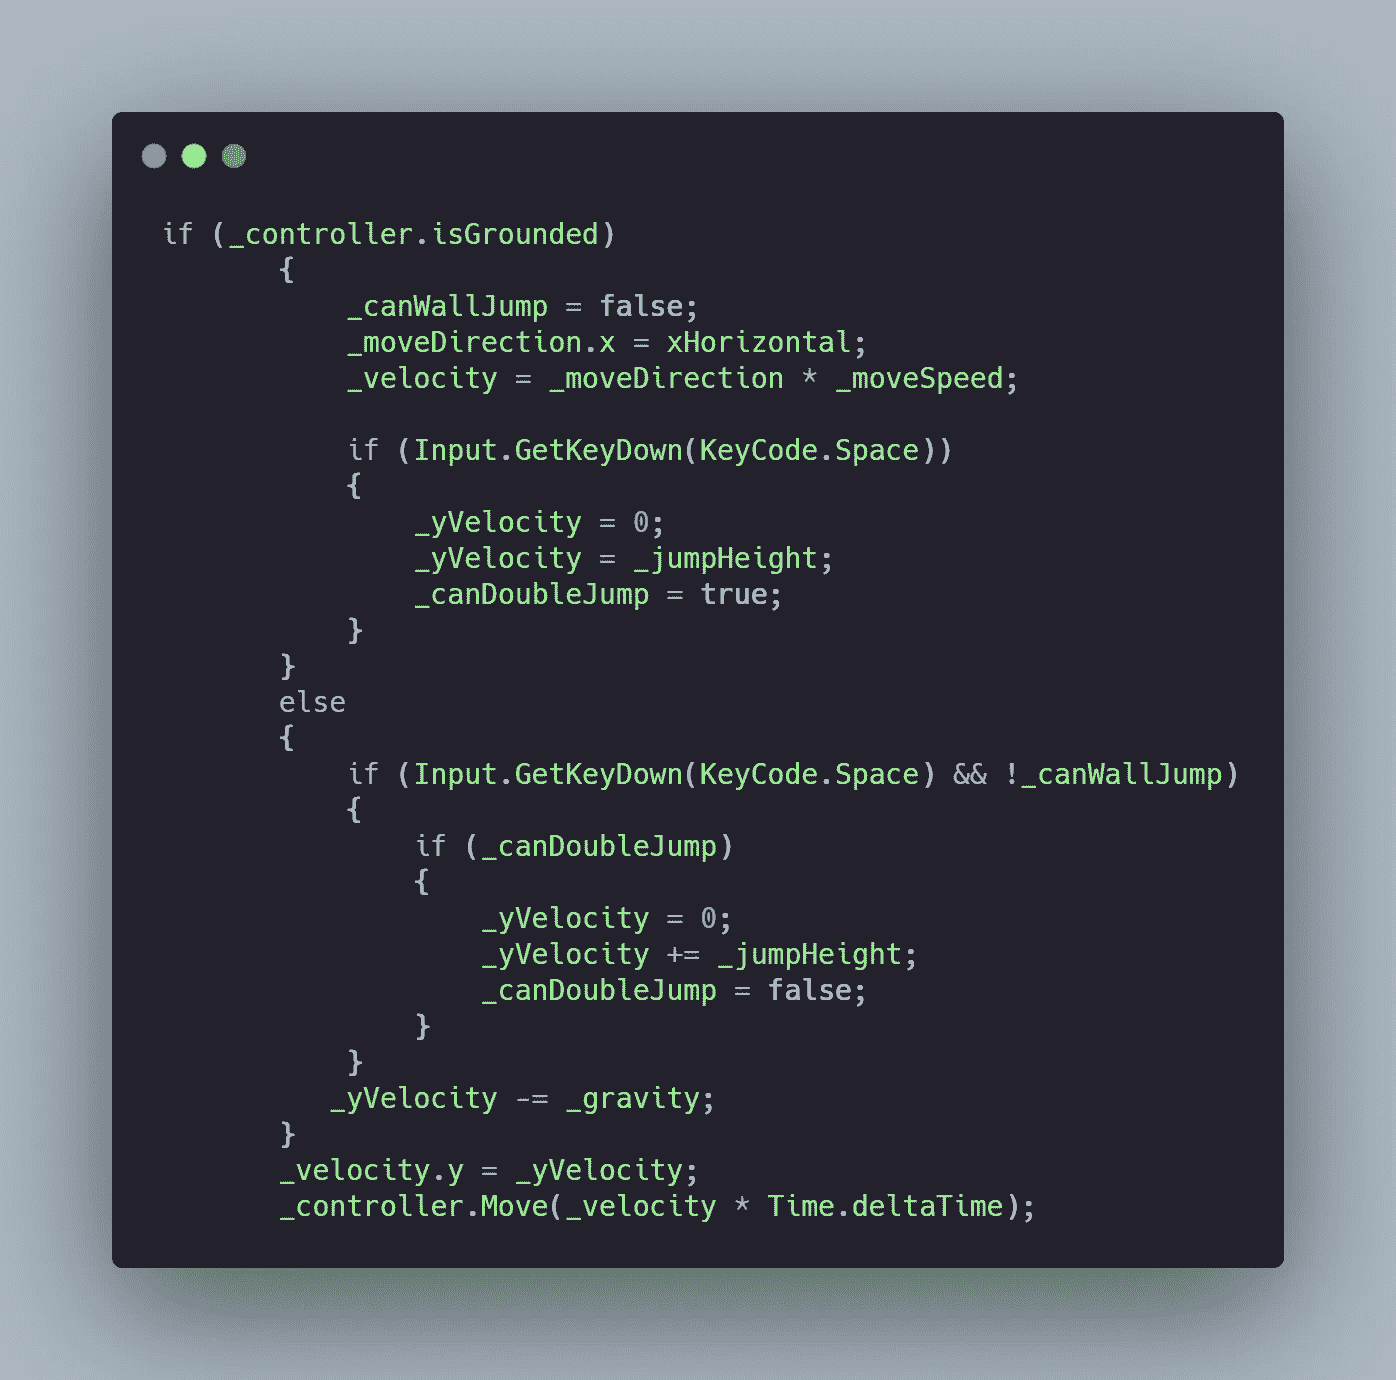 if (_controller.isGrounded)
        {
            _canWallJump = false;
            _moveDirection.x = xHorizontal;
            _velocity = _moveDirection * _moveSpeed;

            if (Input.GetKeyDown(KeyCode.Space))
            {
                _yVelocity = 0;
                _yVelocity = _jumpHeight;
                _canDoubleJump = true;
            }
        }
        else
        {
            if (Input.GetKeyDown(KeyCode.Space) && !_canWallJump)
            {
                if (_canDoubleJump)
                {
                    _yVelocity = 0;
                    _yVelocity += _jumpHeight;
                    _canDoubleJump = false;
                }
            }
           _yVelocity -= _gravity;
        }
        _velocity.y = _yVelocity;
        _controller.Move(_velocity * Time.deltaTime);